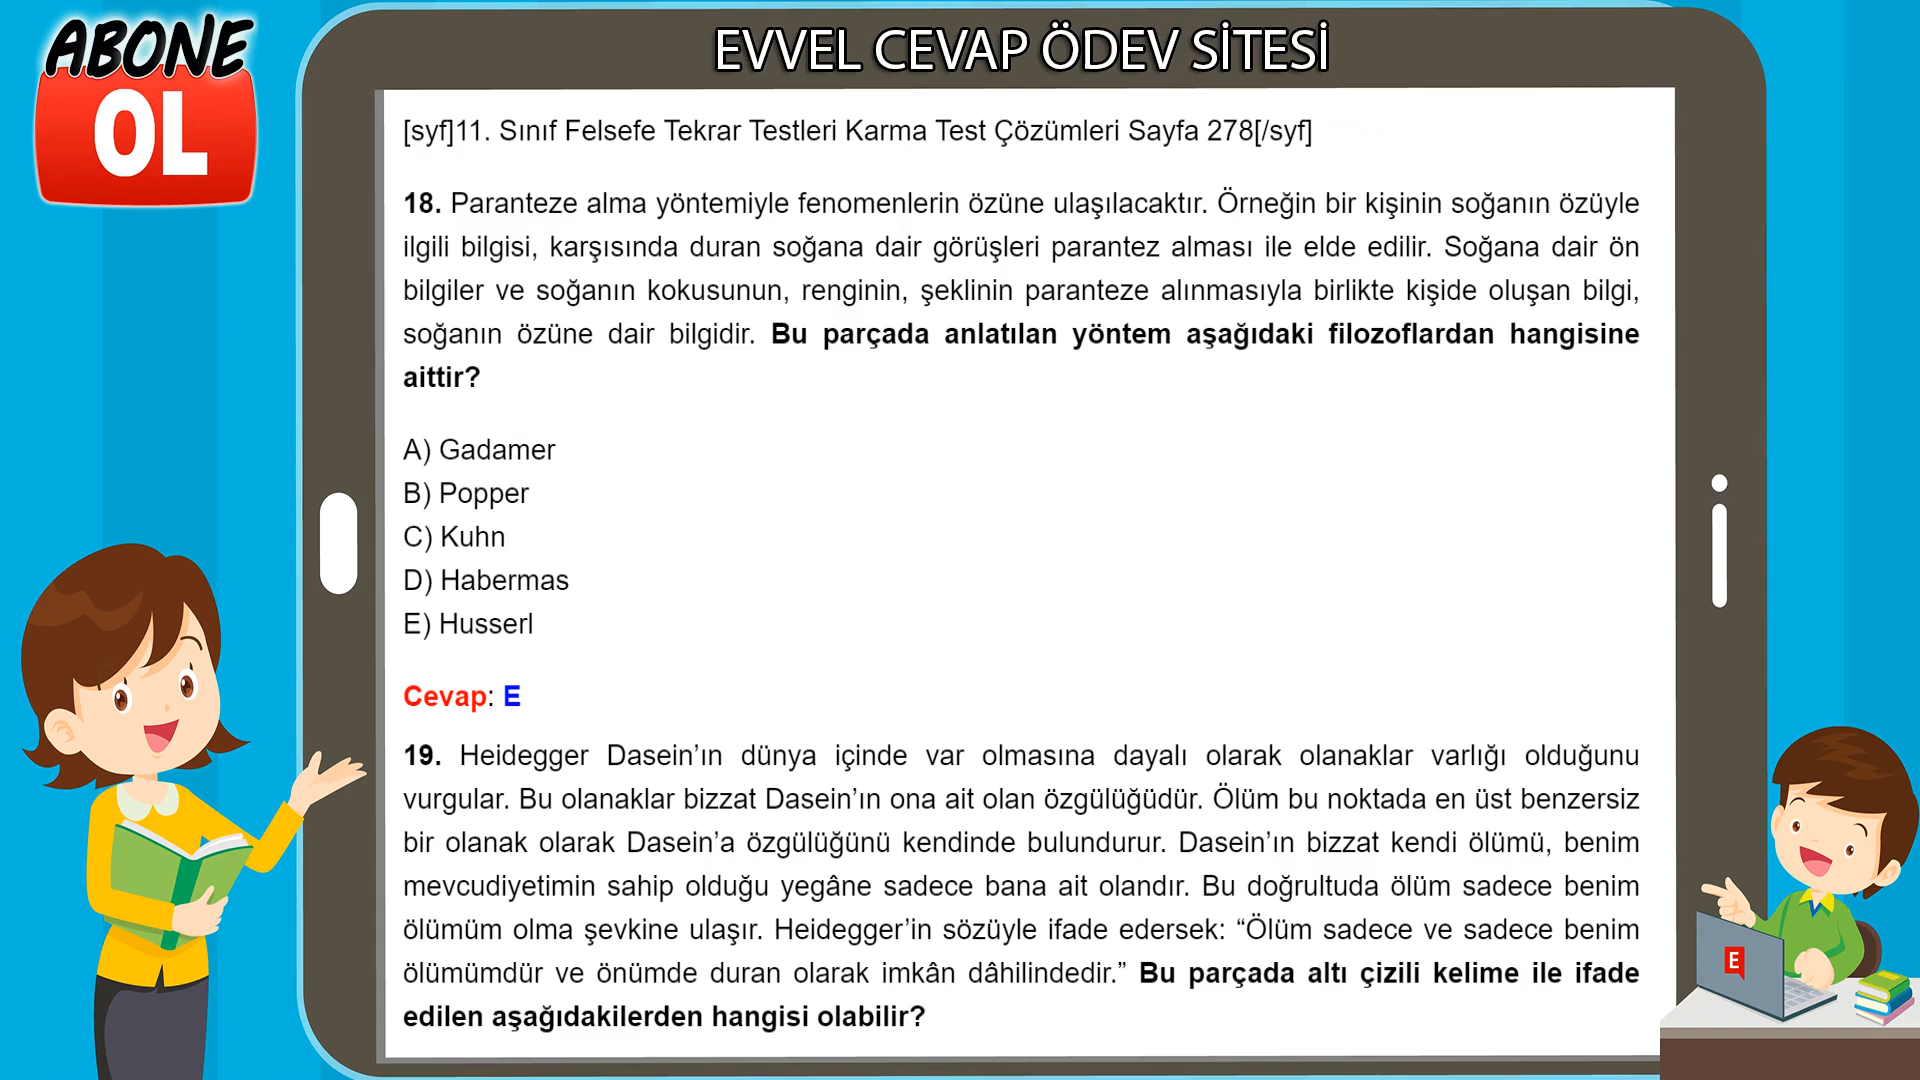 ABONE
OL
EVVEL CEVAP ÖDEV SİTESİ
[syf]11. Sınıf Felsefe Tekrar Testleri Karma Test Çözümleri Sayfa 278[/syf]
18. Paranteze alma yöntemiyle fenomenlerin özüne ulaşılacaktır. Örneğin bir kişinin soğanın özüyle
ilgili bilgisi, karşısında duran soğana dair görüşleri parantez alması ile elde edilir. Soğana dair ön
bilgiler ve soğanın kokusunun, renginin, şeklinin paranteze alınmasıyla birlikte kişide oluşan bilgi,
soğanın özüne dair bilgidir. Bu parçada anlatılan yöntem aşağıdaki filozoflardan hangisine
aittir?
A) Gadamer
B) Popper
C) Kuhn
D) Habermas
E) Husserl
Cevap: E
19. Heidegger Dasein’ın dünya içinde var olmasına dayalı olarak olanaklar varlığı olduğunu
vurgular. Bu olanaklar bizzat Dasein’ın ona ait olan özgülüğüdür. Ölüm bu noktada en üst benzersiz
bir olanak olarak Dasein’a özgülüğünü kendinde bulundurur. Dasein’ın bizzat kendi ölümü, benim
mevcudiyetimin sahip olduğu yegâne sadece bana ait olandır. Bu doğrultuda ölüm sadece benim
ölümüm olma şevkine ulaşır. Heidegger’in sözüyle ifade edersek: “Ölüm sadece ve sadece benim
ölümümdür ve önümde duran olarak imkân dâhilindedir.” Bu parçada altı çizili kelime ile ifade
edilen aşağıdakilerden hangisi olabilir?
E